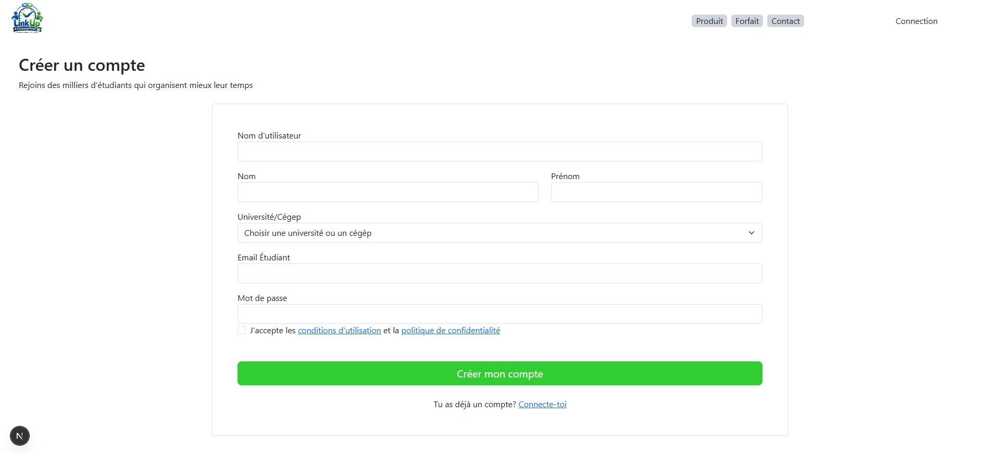 LinkUp
Produit Forfait Contact Connection
Créer un compte
Rejoins des milliers d'étudiants qui organisent mieux leur temps
Nom d'utilisateur
Nom Prénom
Université/Cégep
Choisir une université ou un cégèp
Email Étudiant
Mot de passe
J'accepte les conditions d'utilisation et la politique de confidentialité
Créer mon compte
Tu as déjà un compte? Connecte-toi
N